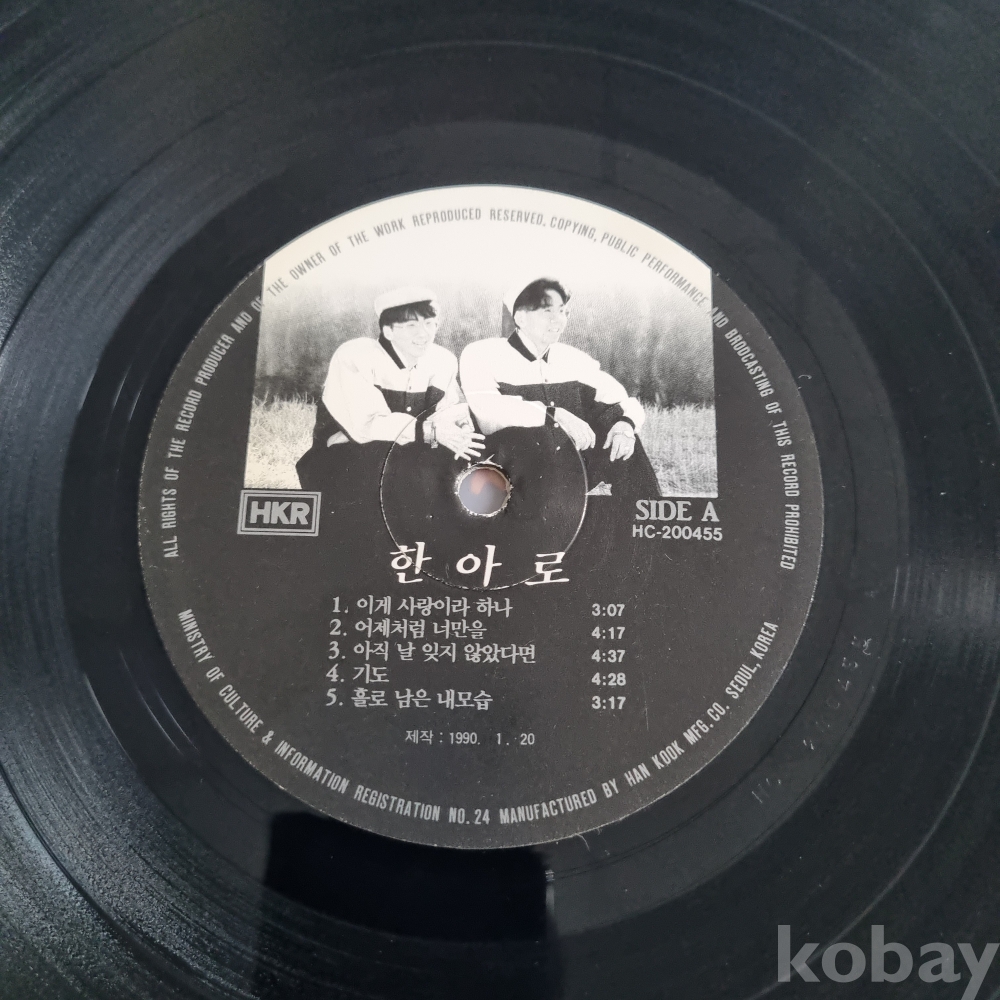 ALL RIGHTS OF THE RECORD PRODUCER AND OF THE OWNER OF THE WORK REPRODUCED RESERVED. COPYING, PUBLIC PERFORMANCE AND BRODCASTING OF THIS RECORD PROHIBITED
HKR
SIDE A
HC-200455
한아로
1. 이게 사랑이라 하나 3:07
2. 어제처럼 너만을 4:17
3. 아직 날 잊지 않았다면 4:37
4. 기도 4:28
5. 홀로 남은 내모습 3:17
제작 : 1990. 1. 20
MINISTRY OF CULTURE & INFORMATION REGISTRATION NO. 24 MANUFACTURED BY HAN KOOK MFG. CO. SEOUL, KOREA
kobay